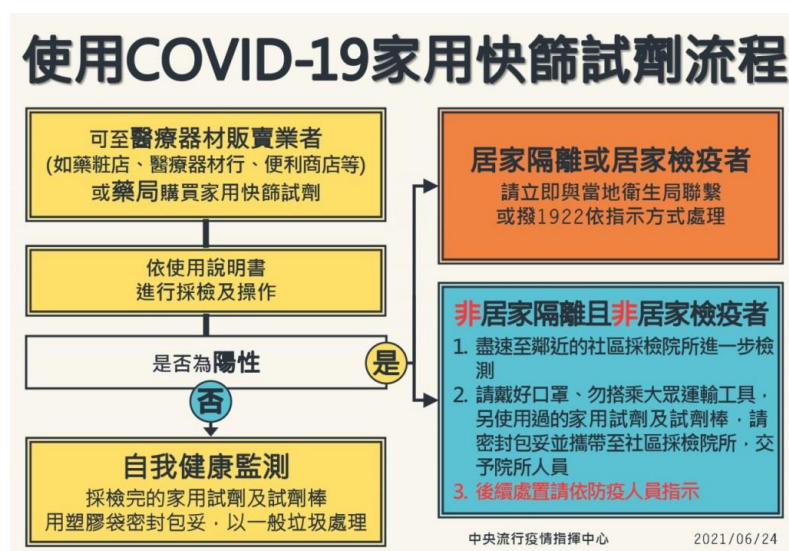 使用COVID-19家用快篩試劑流程
可至醫療器材販賣業者
(如藥粧店、醫療器材行、便利商店等)
或藥局購買家用快篩試劑
依使用說明書
進行採檢及操作
是否為陽性
是
否
自我健康監測
採檢完的家用試劑及試劑棒
用塑膠袋密封包妥，以一般垃圾處理
居家隔離或居家檢疫者
請立即與當地衛生局聯繫
或撥1922依指示方式處理
非居家隔離且非居家檢疫者
1. 盡速至鄰近的社區採檢院所進一步檢
測
2. 請戴好口罩、勿搭乘大眾運輸工具，
另使用過的家用試劑及試劑棒，請
密封包妥並攜帶至社區採檢院所，交
予院所人員
3. 後續處置請依防疫人員指示
中央流行疫情指揮中心
2021/06/24